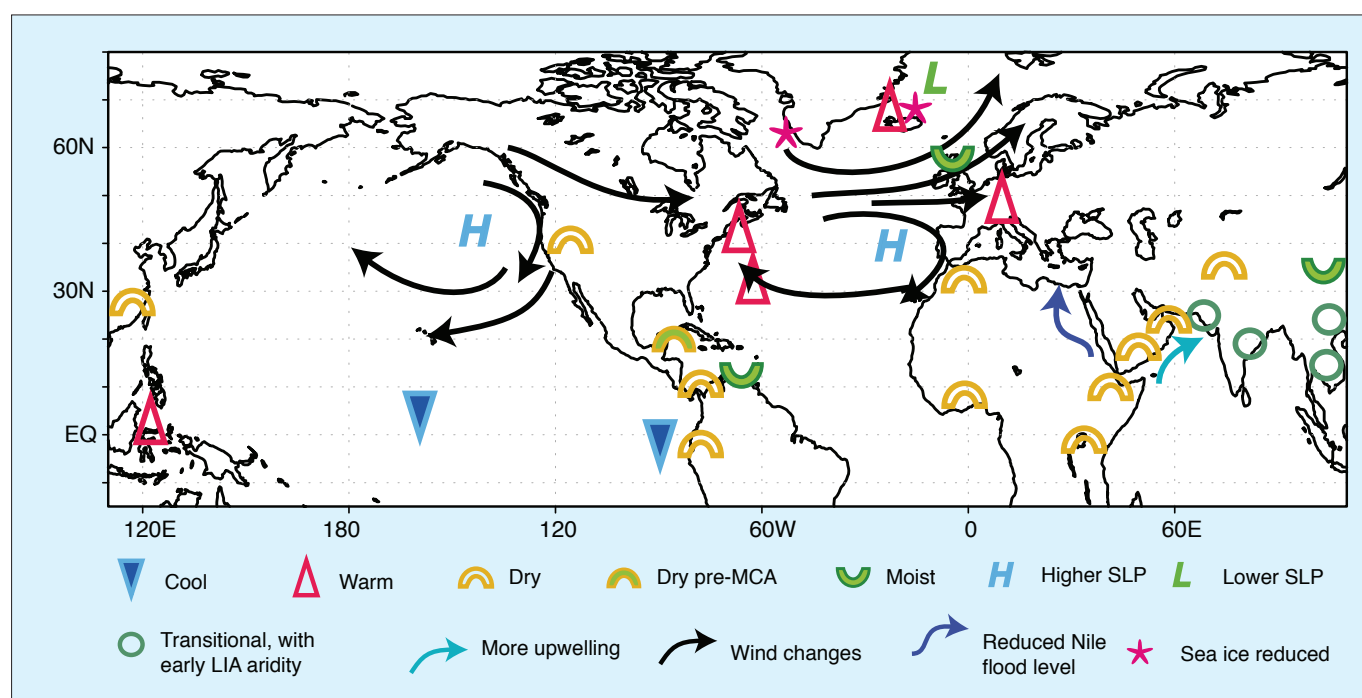 L
60N
H
H
30N
EQ
120E 180 120 60W 0 60E
Cool Warm Dry Dry pre-MCA Moist H Higher SLP L Lower SLP
Transitional, with
early LIA aridity
More upwelling
Wind changes
Reduced Nile
flood level
Sea ice reduced